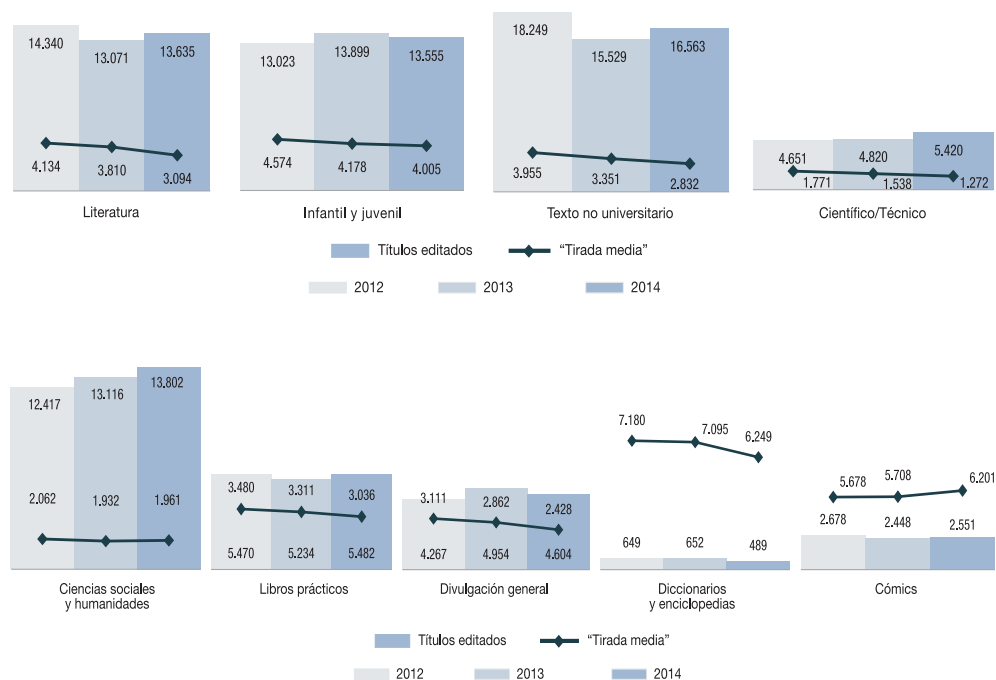 14.340 13.071 13.635
4.134 3.810 3.094
Literatura
13.023 13.899 13.555
4.574 4.178 4.005
Infantil y juvenil
18.249 15.529 16.563
3.955 3.351 2.832
Texto no universitario
4.651 4.820 5.420
1.771 1.538 1.272
Científico/Técnico
Títulos editados “Tirada media”
2012 2013 2014
12.417 13.116 13.802
2.062 1.932 1.961
Ciencias sociales
y humanidades
3.480 3.311 3.036
5.470 5.234 5.482
Libros prácticos
3.111 2.862 2.428
4.267 4.954 4.604
Divulgación general
7.180 7.095 6.249
649 652 489
Diccionarios
y enciclopedias
5.678 5.708 6.201
2.678 2.448 2.551
Cómics
Títulos editados “Tirada media”
2012 2013 2014